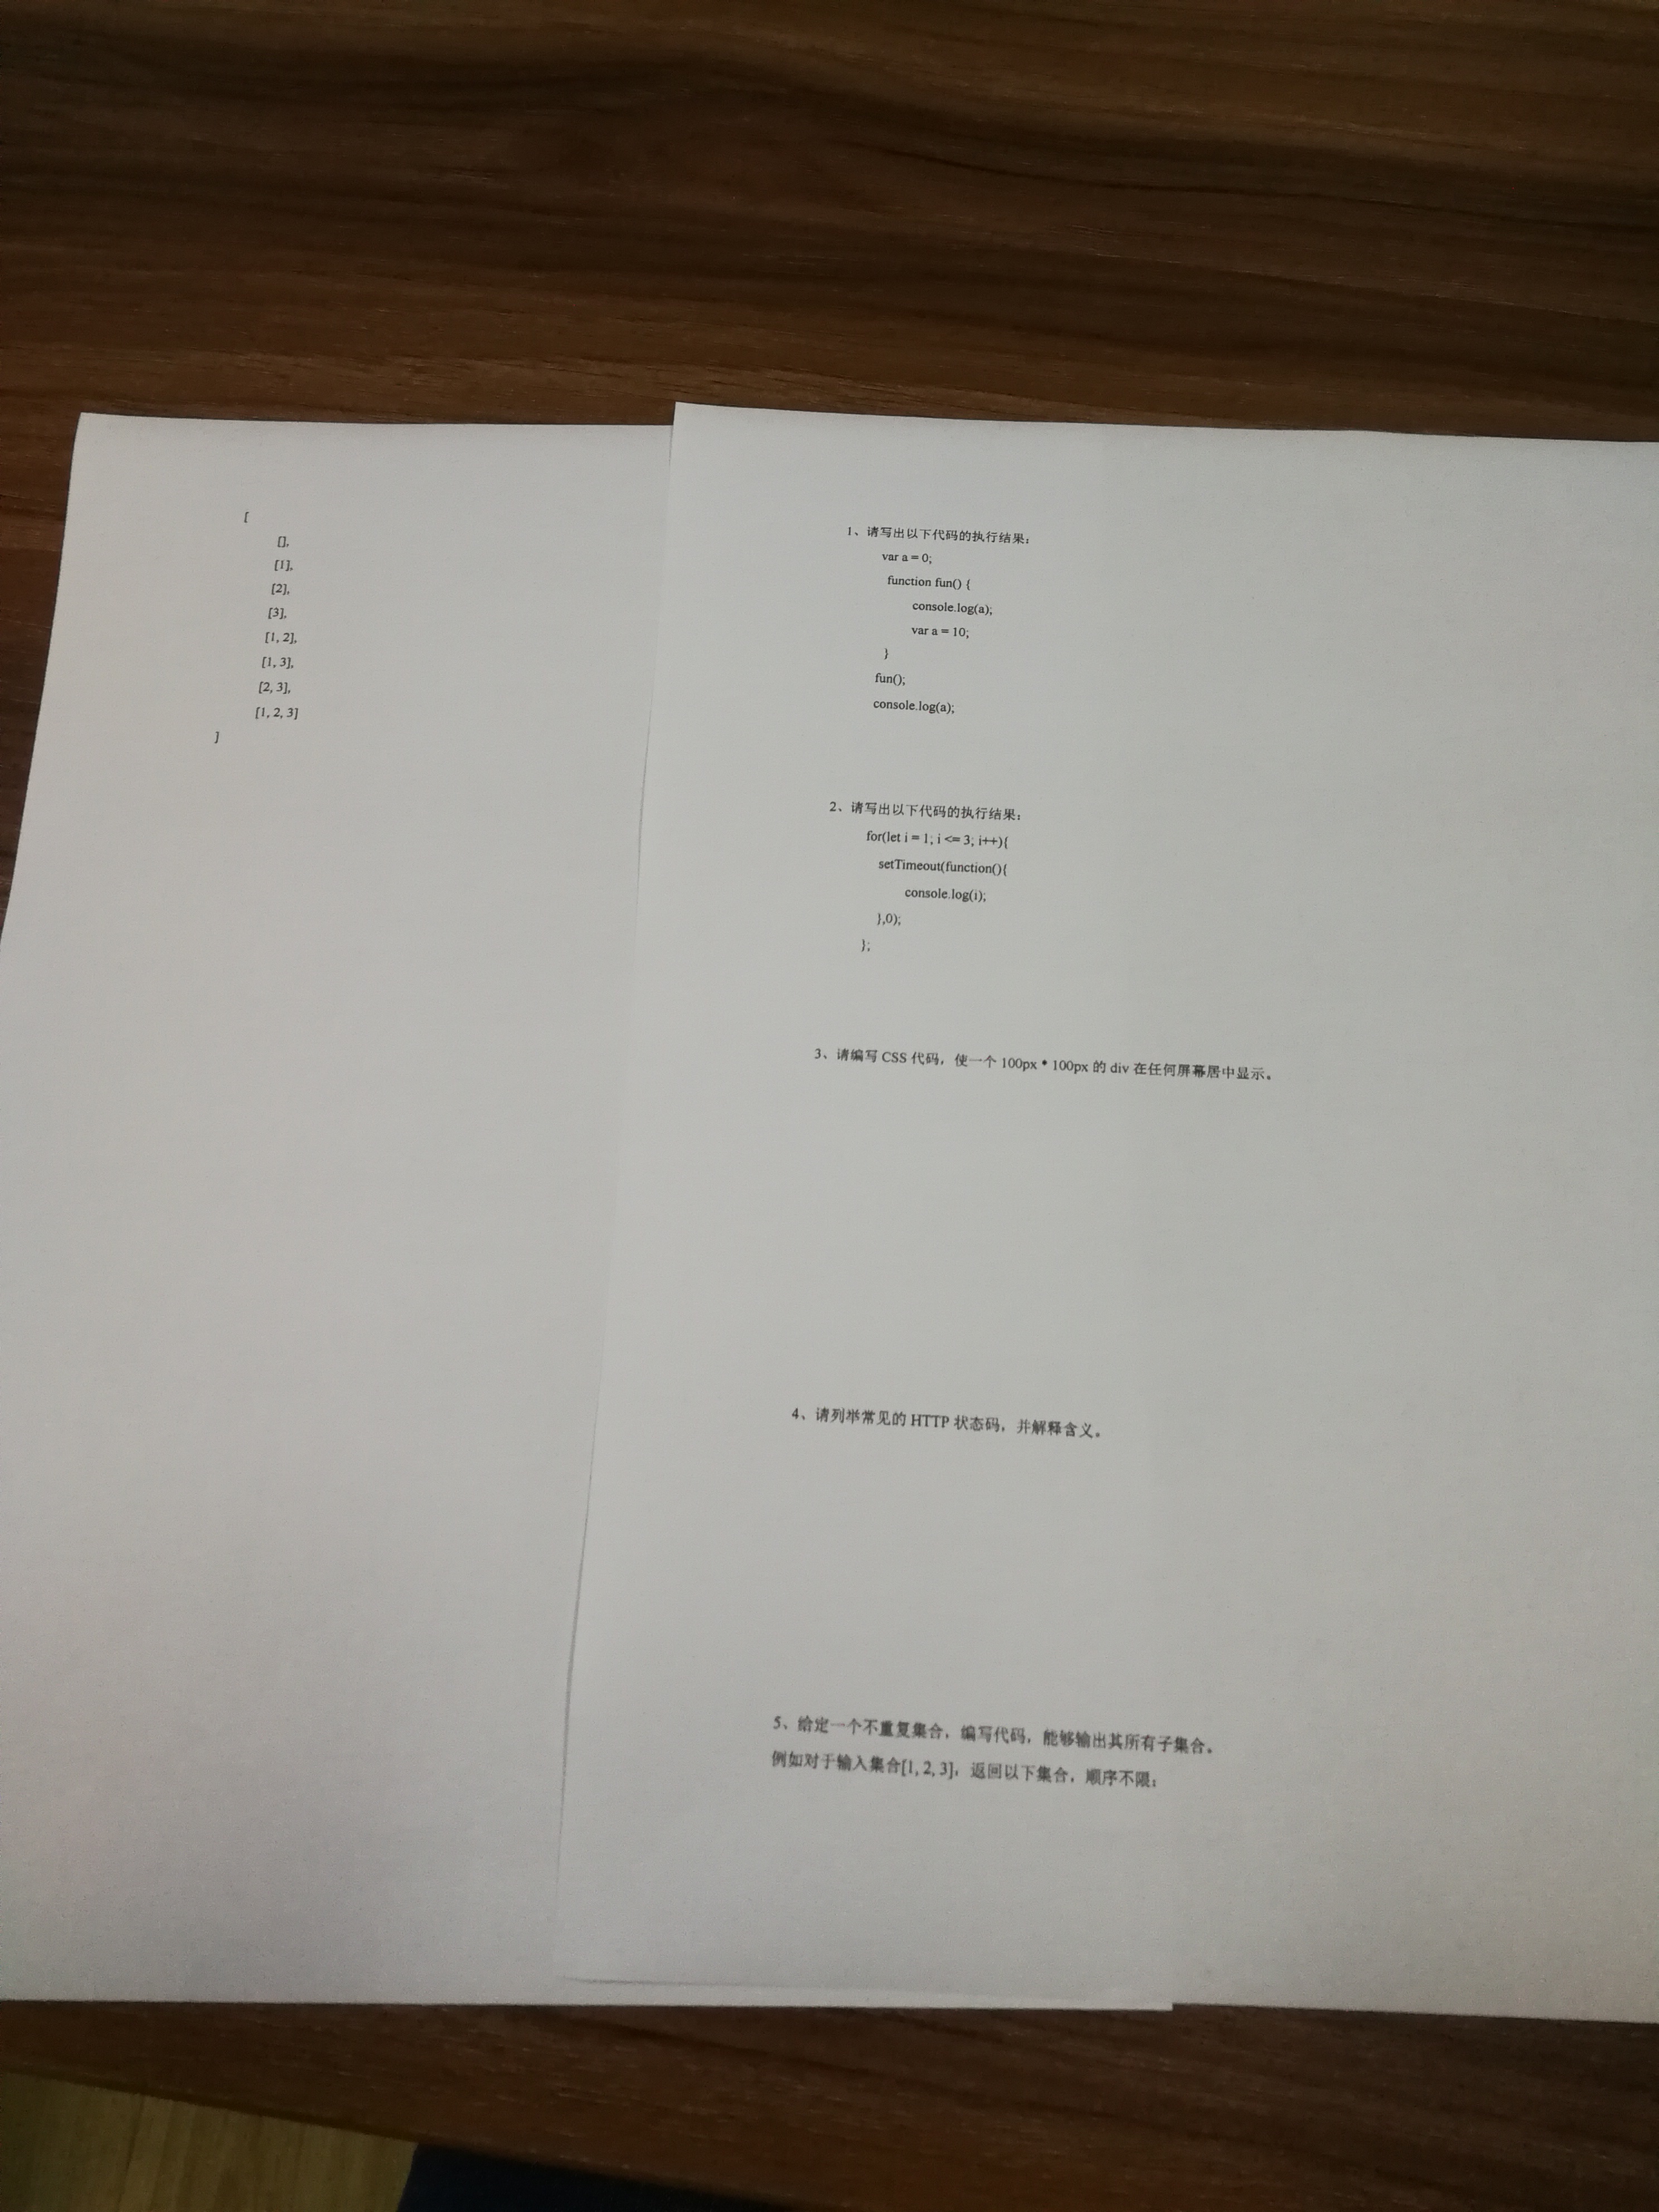 [
[],
[1],
[2],
[3],
[1, 2],
[1, 3],
[2, 3],
[1, 2, 3]
]
1、请写出以下代码的执行结果：
var a = 0;
function fun() {
console.log(a);
var a = 10;
}
fun();
console.log(a);
2、请写出以下代码的执行结果：
for(let i = 1; i <= 3; i++){
setTimeout(function(){
console.log(i);
},0);
};
3、请编写 CSS 代码，使一个 100px * 100px 的 div 在任何屏幕居中显示。
4、请列举常见的 HTTP 状态码，并解释含义。
5、给定一个不重复集合，编写代码，能够输出其所有子集合。
例如对于输入集合[1, 2, 3]，返回以下集合，顺序不限：